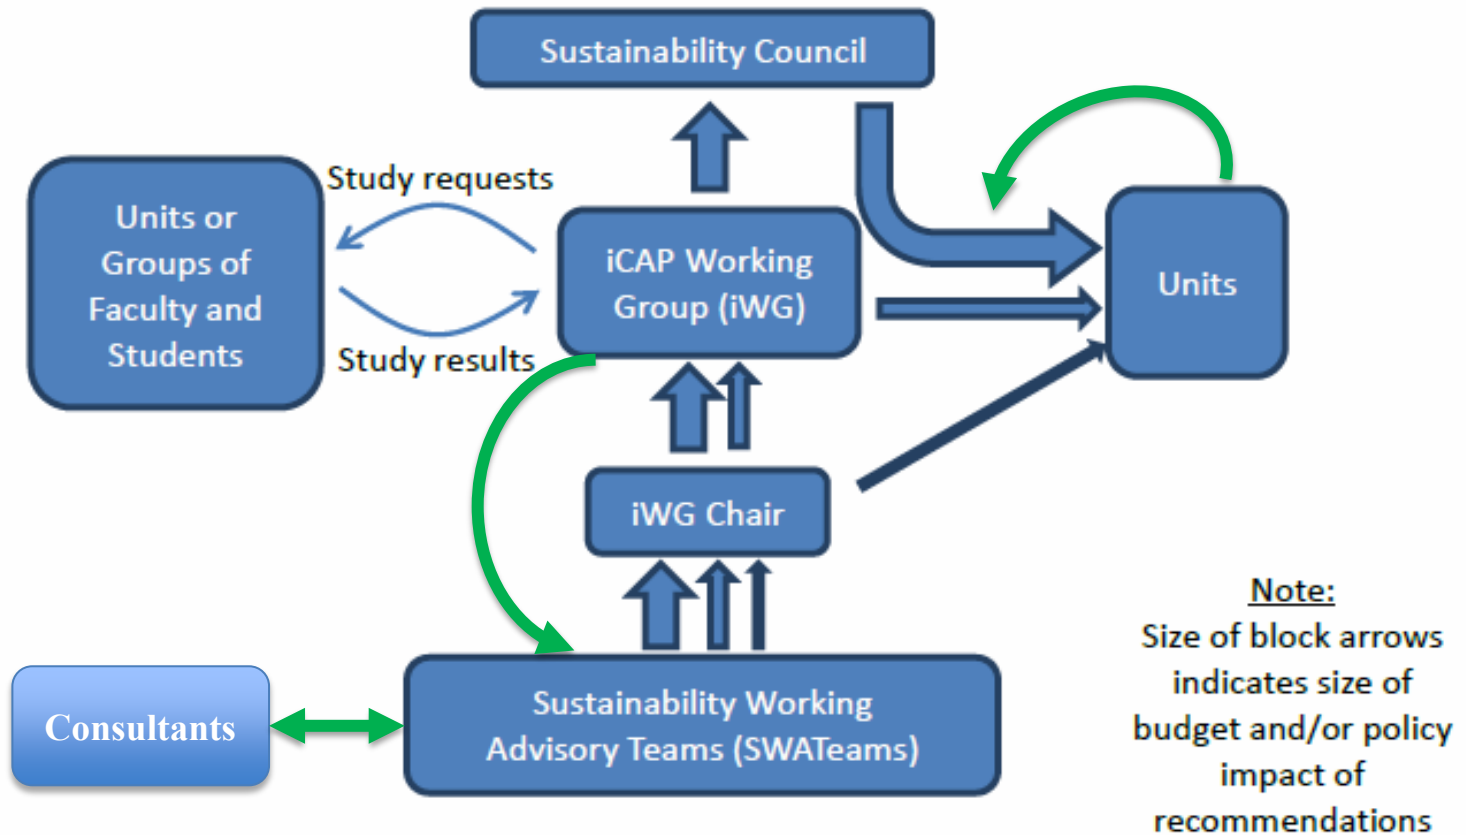 Sustainability Council
Study requests
Units or
Groups of
Faculty and
Students
iCAP Working
Group (iWG)
Units
Study results
iWG Chair
Note:
Size of block arrows
indicates size of
budget and/or policy
impact of
recommendations
Consultants
Sustainability Working
Advisory Teams (SWATeams)